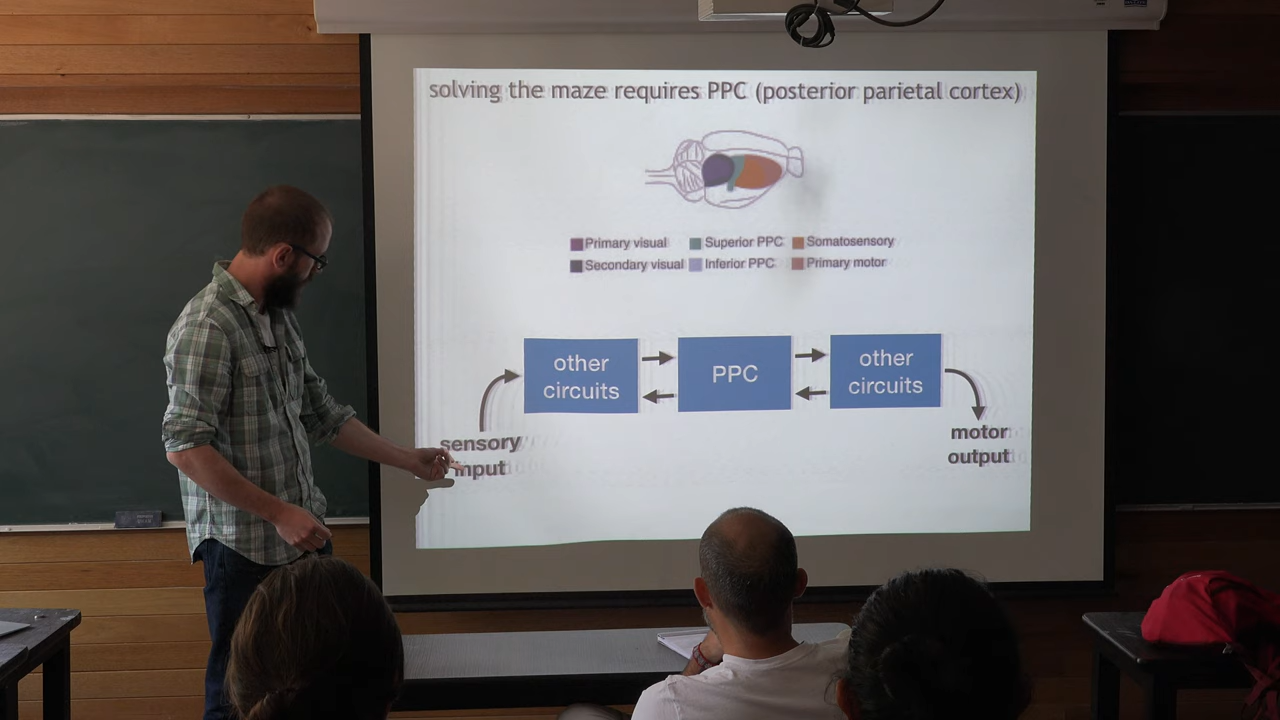 solving the maze requires PPC (posterior parietal cortex)
Primary visual
Superior PPC
Somatosensory
Secondary visual
Inferior PPC
Primary motor
other
circuits
PPC
other
circuits
sensory
input
motor
output